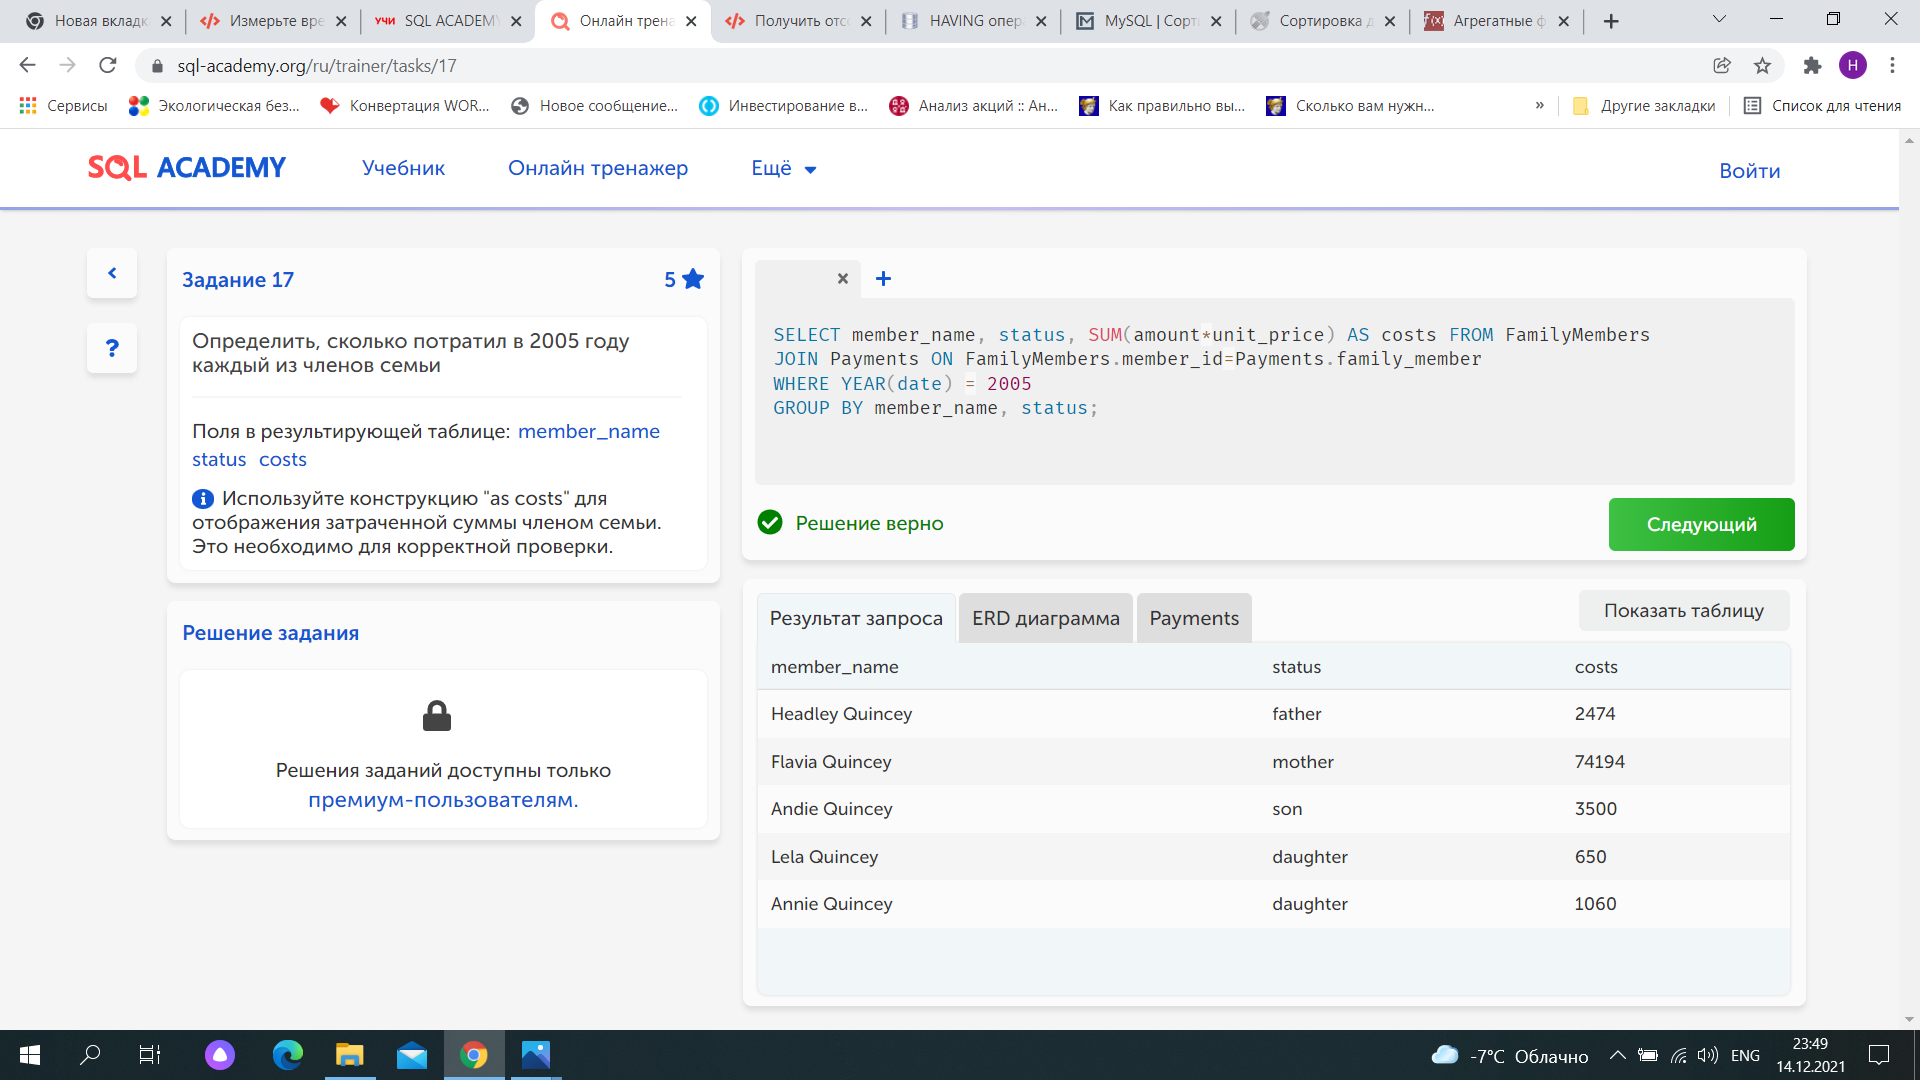 Новая вкладк
Измерьте вре
УЧИ SQL ACADEMY
Онлайн трена
Получить отс
HAVING опер
MySQL | Сорт
Сортировка д
f(x) Агрегатные ф
sql-academy.org/ru/trainer/tasks/17
Н
Сервисы
Экологическая без...
Конвертация WOR...
Новое сообщение...
Инвестирование в...
Анализ акций :: Ан...
Как правильно вы...
Сколько вам нужн...
»
Другие закладки
Список для чтения
SQL ACADEMY
Учебник
Онлайн тренажер
Ещё
Войти
Задание 17
5
?
Определить, сколько потратил в 2005 году
каждый из членов семьи
Поля в результирующей таблице: member_name
status costs
Используйте конструкцию "as costs" для
отображения затраченной суммы членом семьи.
Это необходимо для корректной проверки.
Решение задания
Решения заданий доступны только
премиум-пользователям.
SELECT member_name, status, SUM(amount*unit_price) AS costs FROM FamilyMembers
JOIN Payments ON FamilyMembers.member_id=Payments.family_member
WHERE YEAR(date) = 2005
GROUP BY member_name, status;
Решение верно
Следующий
Результат запроса
ERD диаграмма
Payments
Показать таблицу
member_name status costs
Headley Quincey father 2474
Flavia Quincey mother 74194
Andie Quincey son 3500
Lela Quincey daughter 650
Annie Quincey daughter 1060
-7°C Облачно
ENG
23:49
14.12.2021